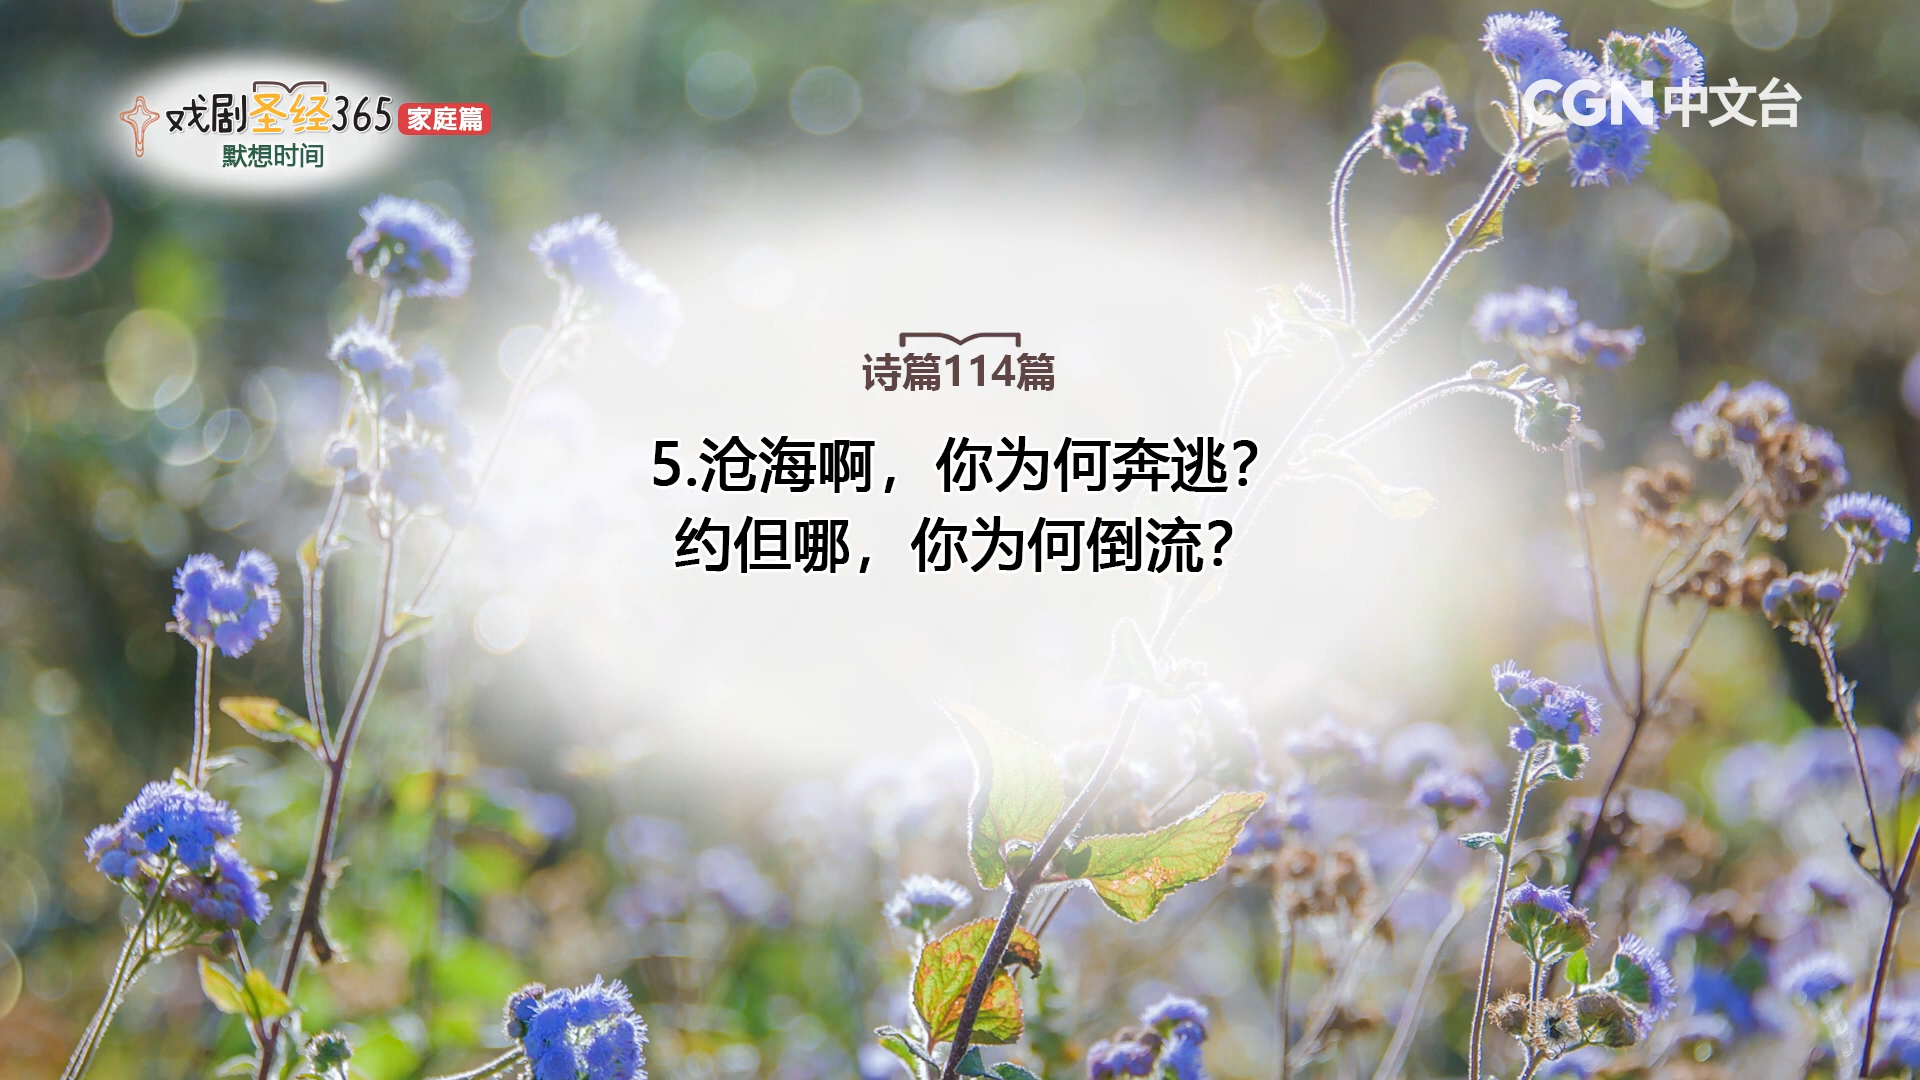 戏剧圣经365 家庭篇
默想时间
CGN中文台
诗篇114篇
5.沧海啊，你为何奔逃？
约但哪，你为何倒流？